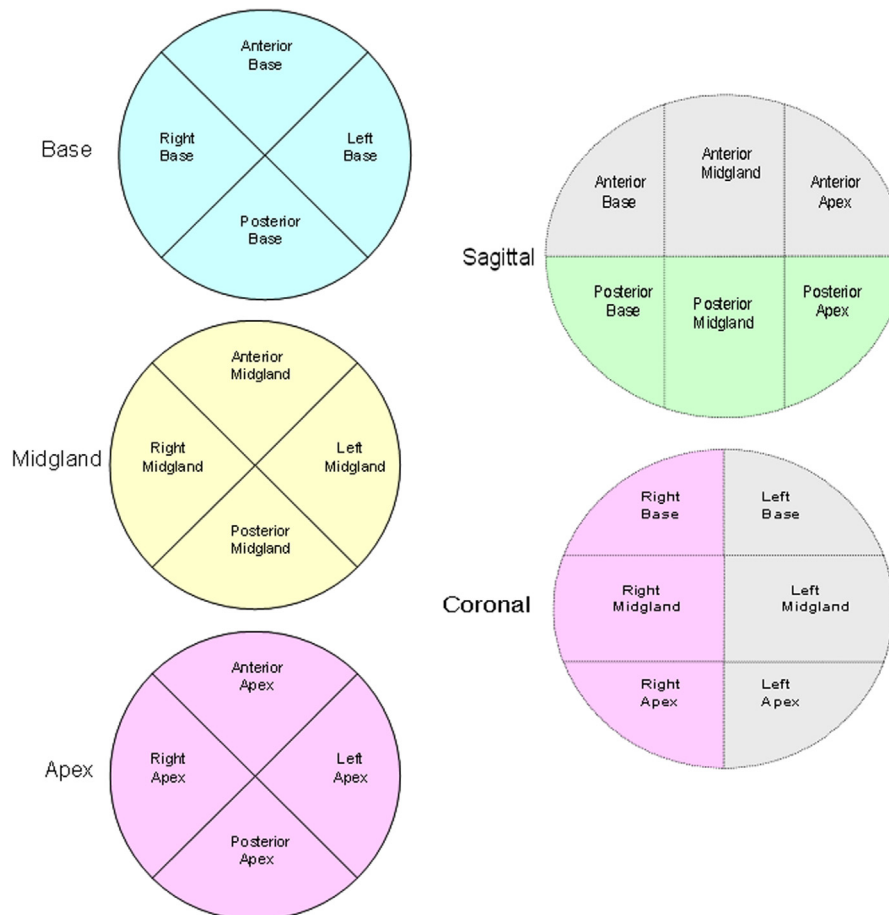 Base
Anterior
Base
Right
Base
Left
Base
Posterior
Base
Midgland
Anterior
Midgland
Right
Midgland
Left
Midgland
Posterior
Midgland
Apex
Anterior
Apex
Right
Apex
Left
Apex
Posterior
Apex
Sagittal
Anterior
Base
Anterior
Midgland
Anterior
Apex
Posterior
Base
Posterior
Midgland
Posterior
Apex
Coronal
Right
Base
Left
Base
Right
Midgland
Left
Midgland
Right
Apex
Left
Apex